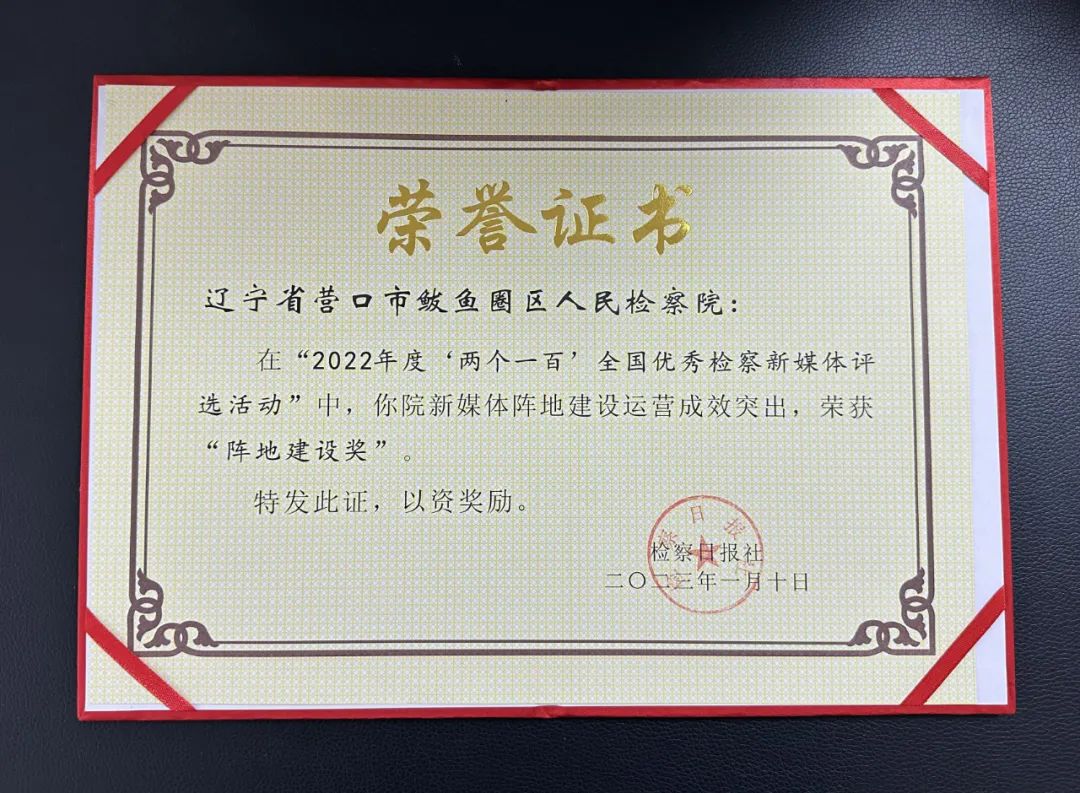 荣誉证书
辽宁省营口市鲅鱼圈区人民检察院：
在“2022年度‘两个一百’全国优秀检察新媒体评
选活动”中，你院新媒体阵地建设运营成效突出，荣获
“阵地建设奖”。
特发此证，以资奖励。
检察日报社
二〇二三年一月十日